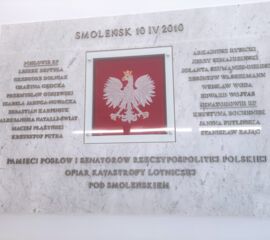 SMOLEŃSK 10 IV 2010
POSŁOWIE RP
LESZEK DEPTUŁA
GRZEGORZ DOLNIAK
GRAŻYNA GĘSICKA
PRZEMYSŁAW GOSIEWSKI
IZABELA JARUGA-NOWACKA
SEBASTIAN KARPINIUK
ALEKSANDRA NATALLI-ŚWIAT
MACIEJ PŁAŻYŃSKI
KRZYSZTOF PUTRA
ARKADIUSZ RYBICKI
JERZY SZMAJDZIŃSKI
JOLANTA SZYMANEK-DERESZ
ZBIGNIEW WASSERMANN
WIESŁAW WODA
EDWARD WOJTAS
SENATOROWIE RP
KRYSTYNA BOCHENEK
JANINA FETLIŃSKA
STANISŁAW ZAJĄC
PAMIĘCI POSŁÓW I SENATORÓW RZECZYPOSPOLITEJ POLSKIEJ
OFIAR KATASTROFY LOTNICZEJ
POD SMOLEŃSKIEM